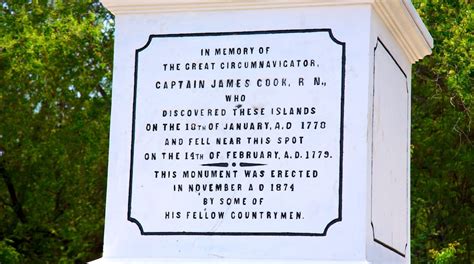 IN MEMORY OF
THE GREAT CIRCUMNAVIGATOR,
CAPTAIN JAMES COOK, R. N.,
WHO
DISCOVERED THESE ISLANDS
ON THE 18TH OF JANUARY, A.D 1778
AND FELL NEAR THIS SPOT
ON THE 14TH OF FEBRUARY, A.D. 1779.
THIS MONUMENT WAS ERECTED
IN NOVEMBER A D 1874
BY SOME OF
HIS FELLOW COUNTRYMEN.